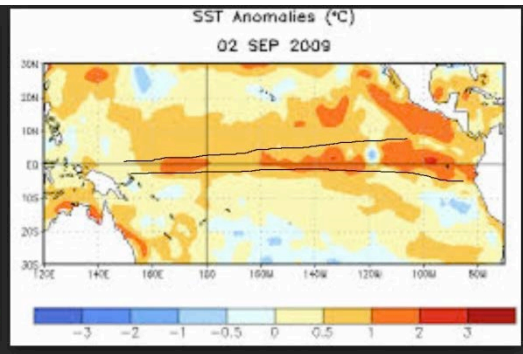 SST Anomalies (°C)
02 SEP 2009
30N
20N
10N
EQ
10S
20S
30S
120E 140E 160E 180 160W 140W 120W 100W 80W
-3 -2 -1 -0.5 0 0.5 1 2 3